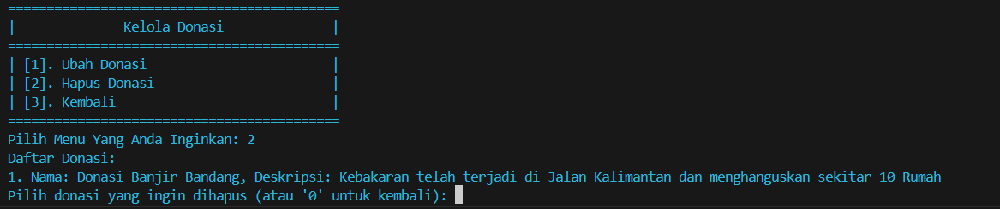 ===========================================
|              Kelola Donasi              |
===========================================
| [1]. Ubah Donasi                        |
| [2]. Hapus Donasi                       |
| [3]. Kembali                            |
===========================================
Pilih Menu Yang Anda Inginkan: 2
Daftar Donasi:
1. Nama: Donasi Banjir Bandang, Deskripsi: Kebakaran telah terjadi di Jalan Kalimantan dan menghanguskan sekitar 10 Rumah
Pilih donasi yang ingin dihapus (atau '0' untuk kembali):